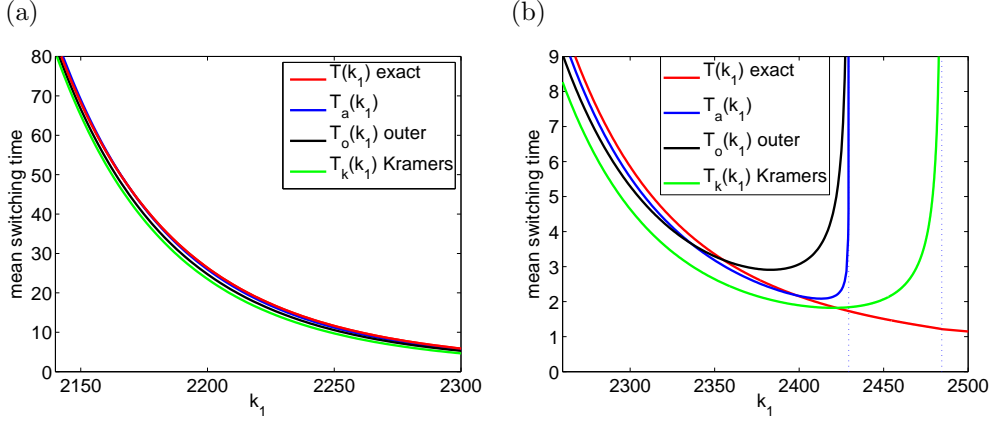 (a)
80
70
60
50
40
30
20
10
0
mean switching time
2150
2200
2250
2300
k1
T(k1) exact
Ta(k1)
To(k1) outer
Tk(k1) Kramers
(b)
9
8
7
6
5
4
3
2
1
0
mean switching time
2300
2350
2400
2450
2500
k1
T(k1) exact
Ta(k1)
To(k1) outer
Tk(k1) Kramers